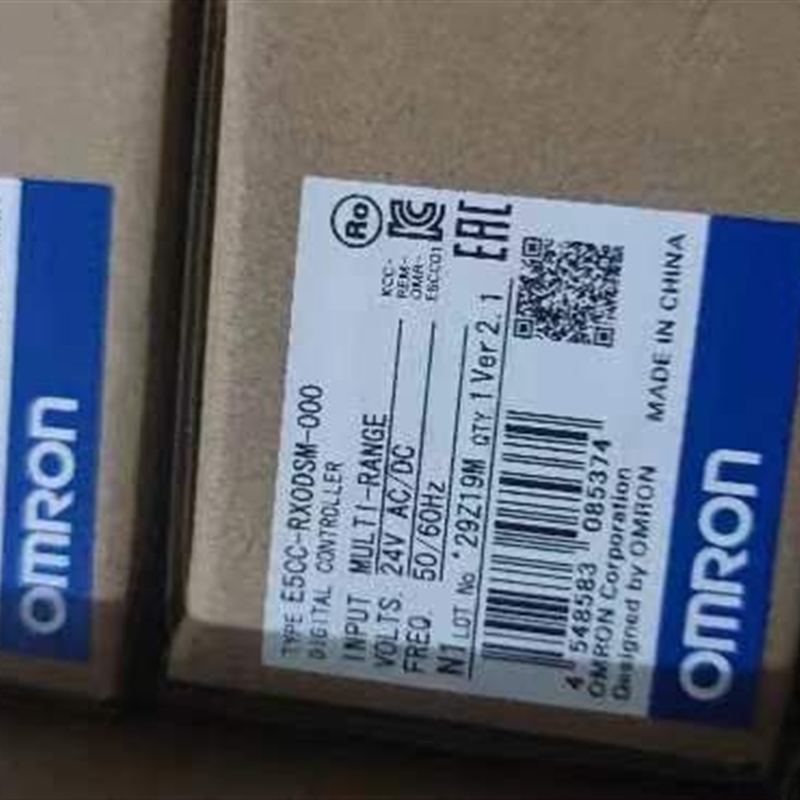 TYPE E5CC-RX0DSM-000
DIGITAL CONTROLLER
INPUT MULTI-RANGE
VOLTS. 24V AC/DC
FREQ. 50/60Hz
N1 LOT No *29Z19M QTY 1 Ver2.1
4 548583 085374
OMRON Corporation
Designed by OMRON
MADE IN CHINA
OMRON
Ro
KCC-
REM-
OMR-
E5CC01
EAC
OMRON